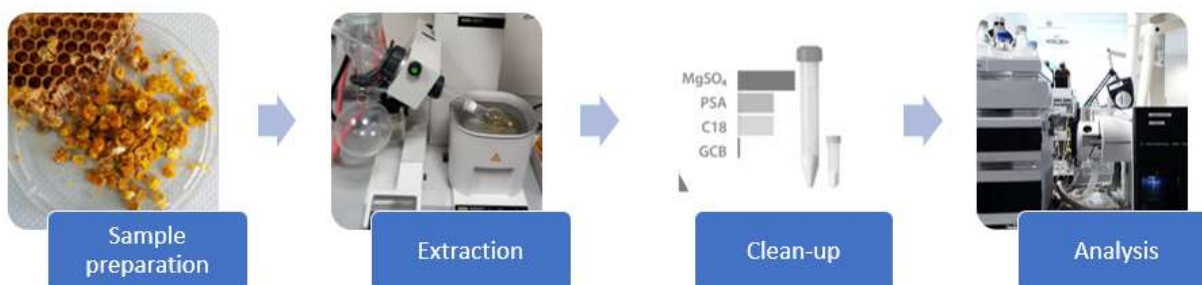 MgSO₄
PSA
C18
GCB
Sample
preparation
Extraction
Clean-up
Analysis